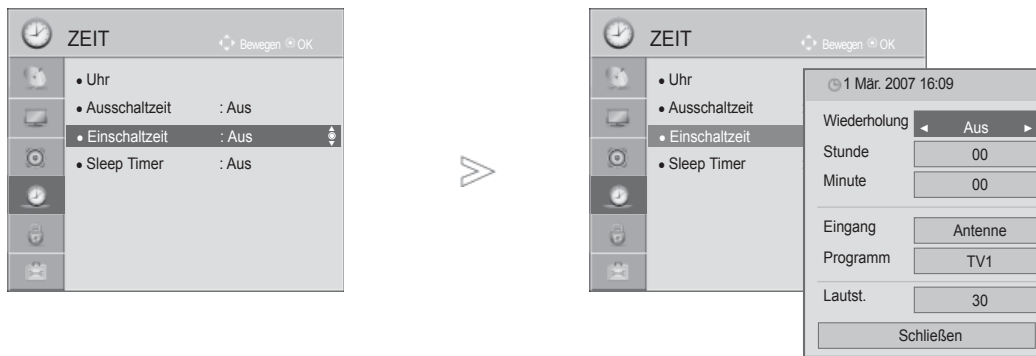 ZEIT
Bewegen OK
• Uhr
• Ausschaltzeit : Aus
• Einschaltzeit : Aus
• Sleep Timer : Aus
>
ZEIT
Bewegen OK
• Uhr
• Ausschaltzeit
• Einschaltzeit
• Sleep Timer
1 Mär. 2007 16:09
Wiederholung ◄ Aus ►
Stunde 00
Minute 00
Eingang Antenne
Programm TV1
Lautst. 30
Schließen